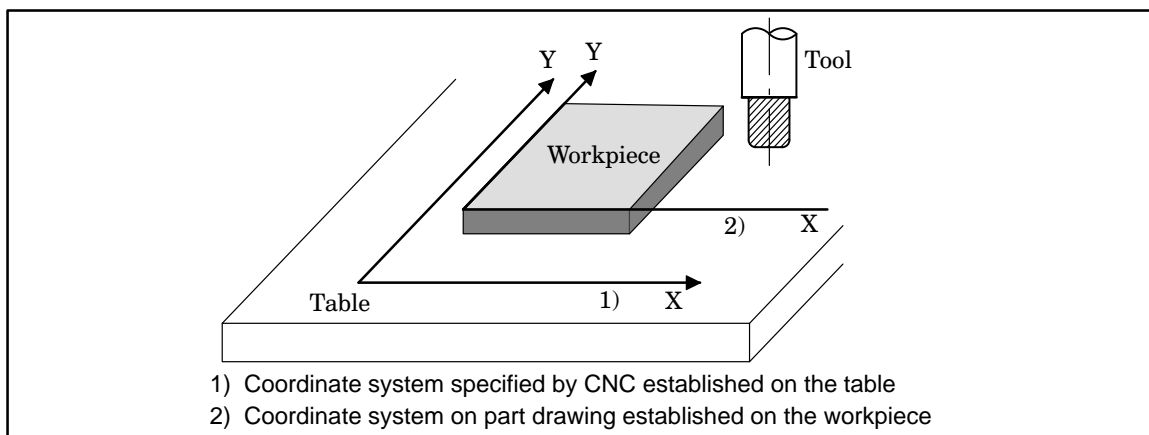 Y
Y
Tool
Workpiece
2)
X
Table
1)
X
1) Coordinate system specified by CNC established on the table
2) Coordinate system on part drawing established on the workpiece